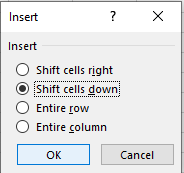 Insert ? ×
Insert
Shift cells right
Shift cells down
Entire row
Entire column
OK Cancel